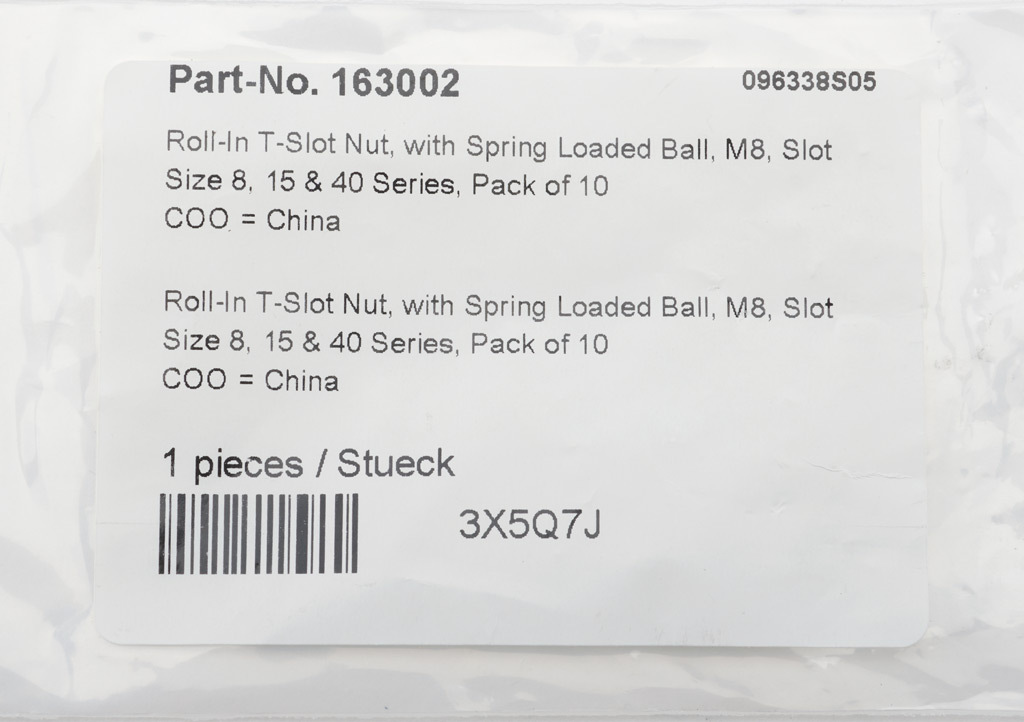 Part-No. 163002 096338S05
Roll-In T-Slot Nut, with Spring Loaded Ball, M8, Slot
Size 8, 15 & 40 Series, Pack of 10
COO = China
Roll-In T-Slot Nut, with Spring Loaded Ball, M8, Slot
Size 8, 15 & 40 Series, Pack of 10
COO = China
1 pieces / Stueck
3X5Q7J